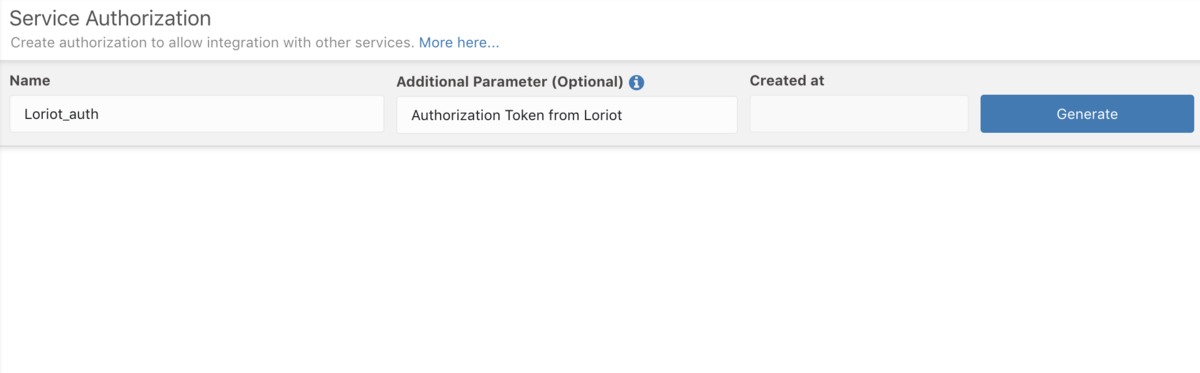 Service Authorization
Create authorization to allow integration with other services. More here...
Name
Additional Parameter (Optional)
Created at
Loriot_auth
Authorization Token from Loriot
Generate